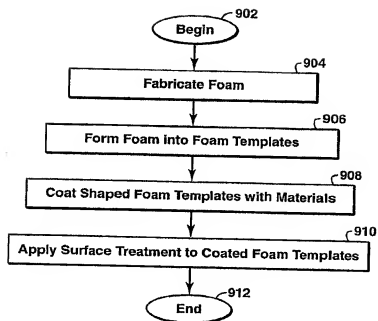 902
Begin
904
Fabricate Foam
906
Form Foam into Foam Templates
908
Coat Shaped Foam Templates with Materials
910
Apply Surface Treatment to Coated Foam Templates
912
End